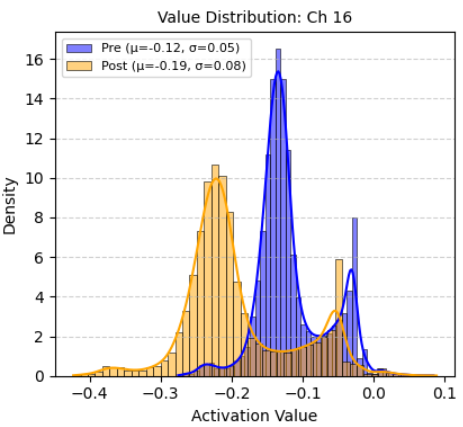 Value Distribution: Ch 16
Pre (μ=-0.12, σ=0.05)
Post (μ=-0.19, σ=0.08)
Density
16
14
12
10
8
6
4
2
0
−0.4 −0.3 −0.2 −0.1 0.0 0.1
Activation Value